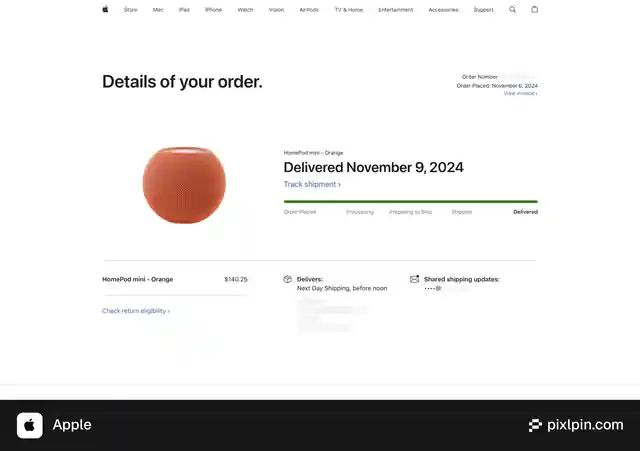 Store Mac iPad iPhone Watch Vision AirPods TV & Home Entertainment Accessories Support
Details of your order.
Order Number:
Order Placed: November 6, 2024
View invoice ›
HomePod mini - Orange
Delivered November 9, 2024
Track shipment ›
Order Placed Processing Preparing to Ship Shipped Delivered
HomePod mini - Orange $140.25
Check return eligibility ›
Delivers:
Next Day Shipping, before noon
Shared shipping updates:
Apple
pixlpin.com